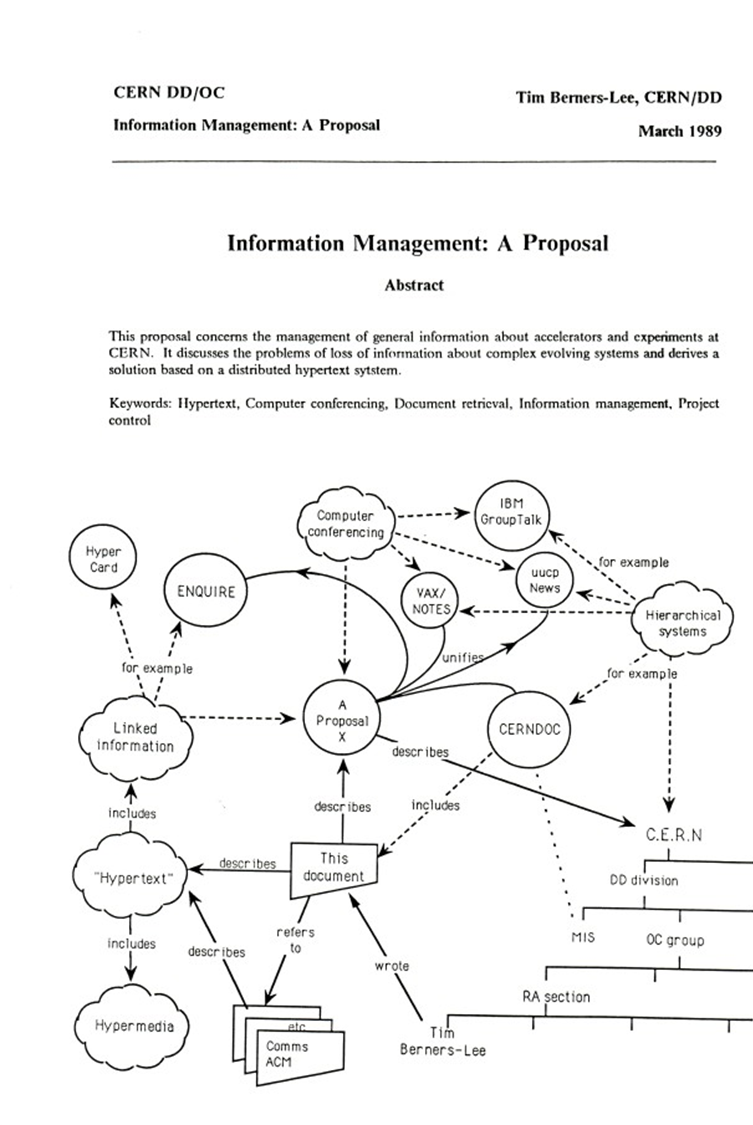 CERN DD/OC
Tim Berners-Lee, CERN/DD
Information Management: A Proposal
March 1989
Information Management: A Proposal
Abstract
This proposal concerns the management of general information about accelerators and experiments at
CERN. It discusses the problems of loss of information about complex evolving systems and derives a
solution based on a distributed hypertext sytstem.
Keywords: Hypertext, Computer conferencing, Document retrieval, Information management, Project
control
IBM
GroupTalk
Computer
conferencing
Hyper
Card
for example
uucp
News
ENQUIRE
VAX/
NOTES
Hierarchical
systems
unifies
for example
for example
A
Proposal
X
Linked
information
CERNDOC
describes
describes
includes
includes
C.E.R.N
This
document
describes
"Hypertext"
DD division
refers
to
MIS
OC group
includes
describes
wrote
RA section
Hypermedia
etc
Comms
ACM
Tim
Berners-Lee